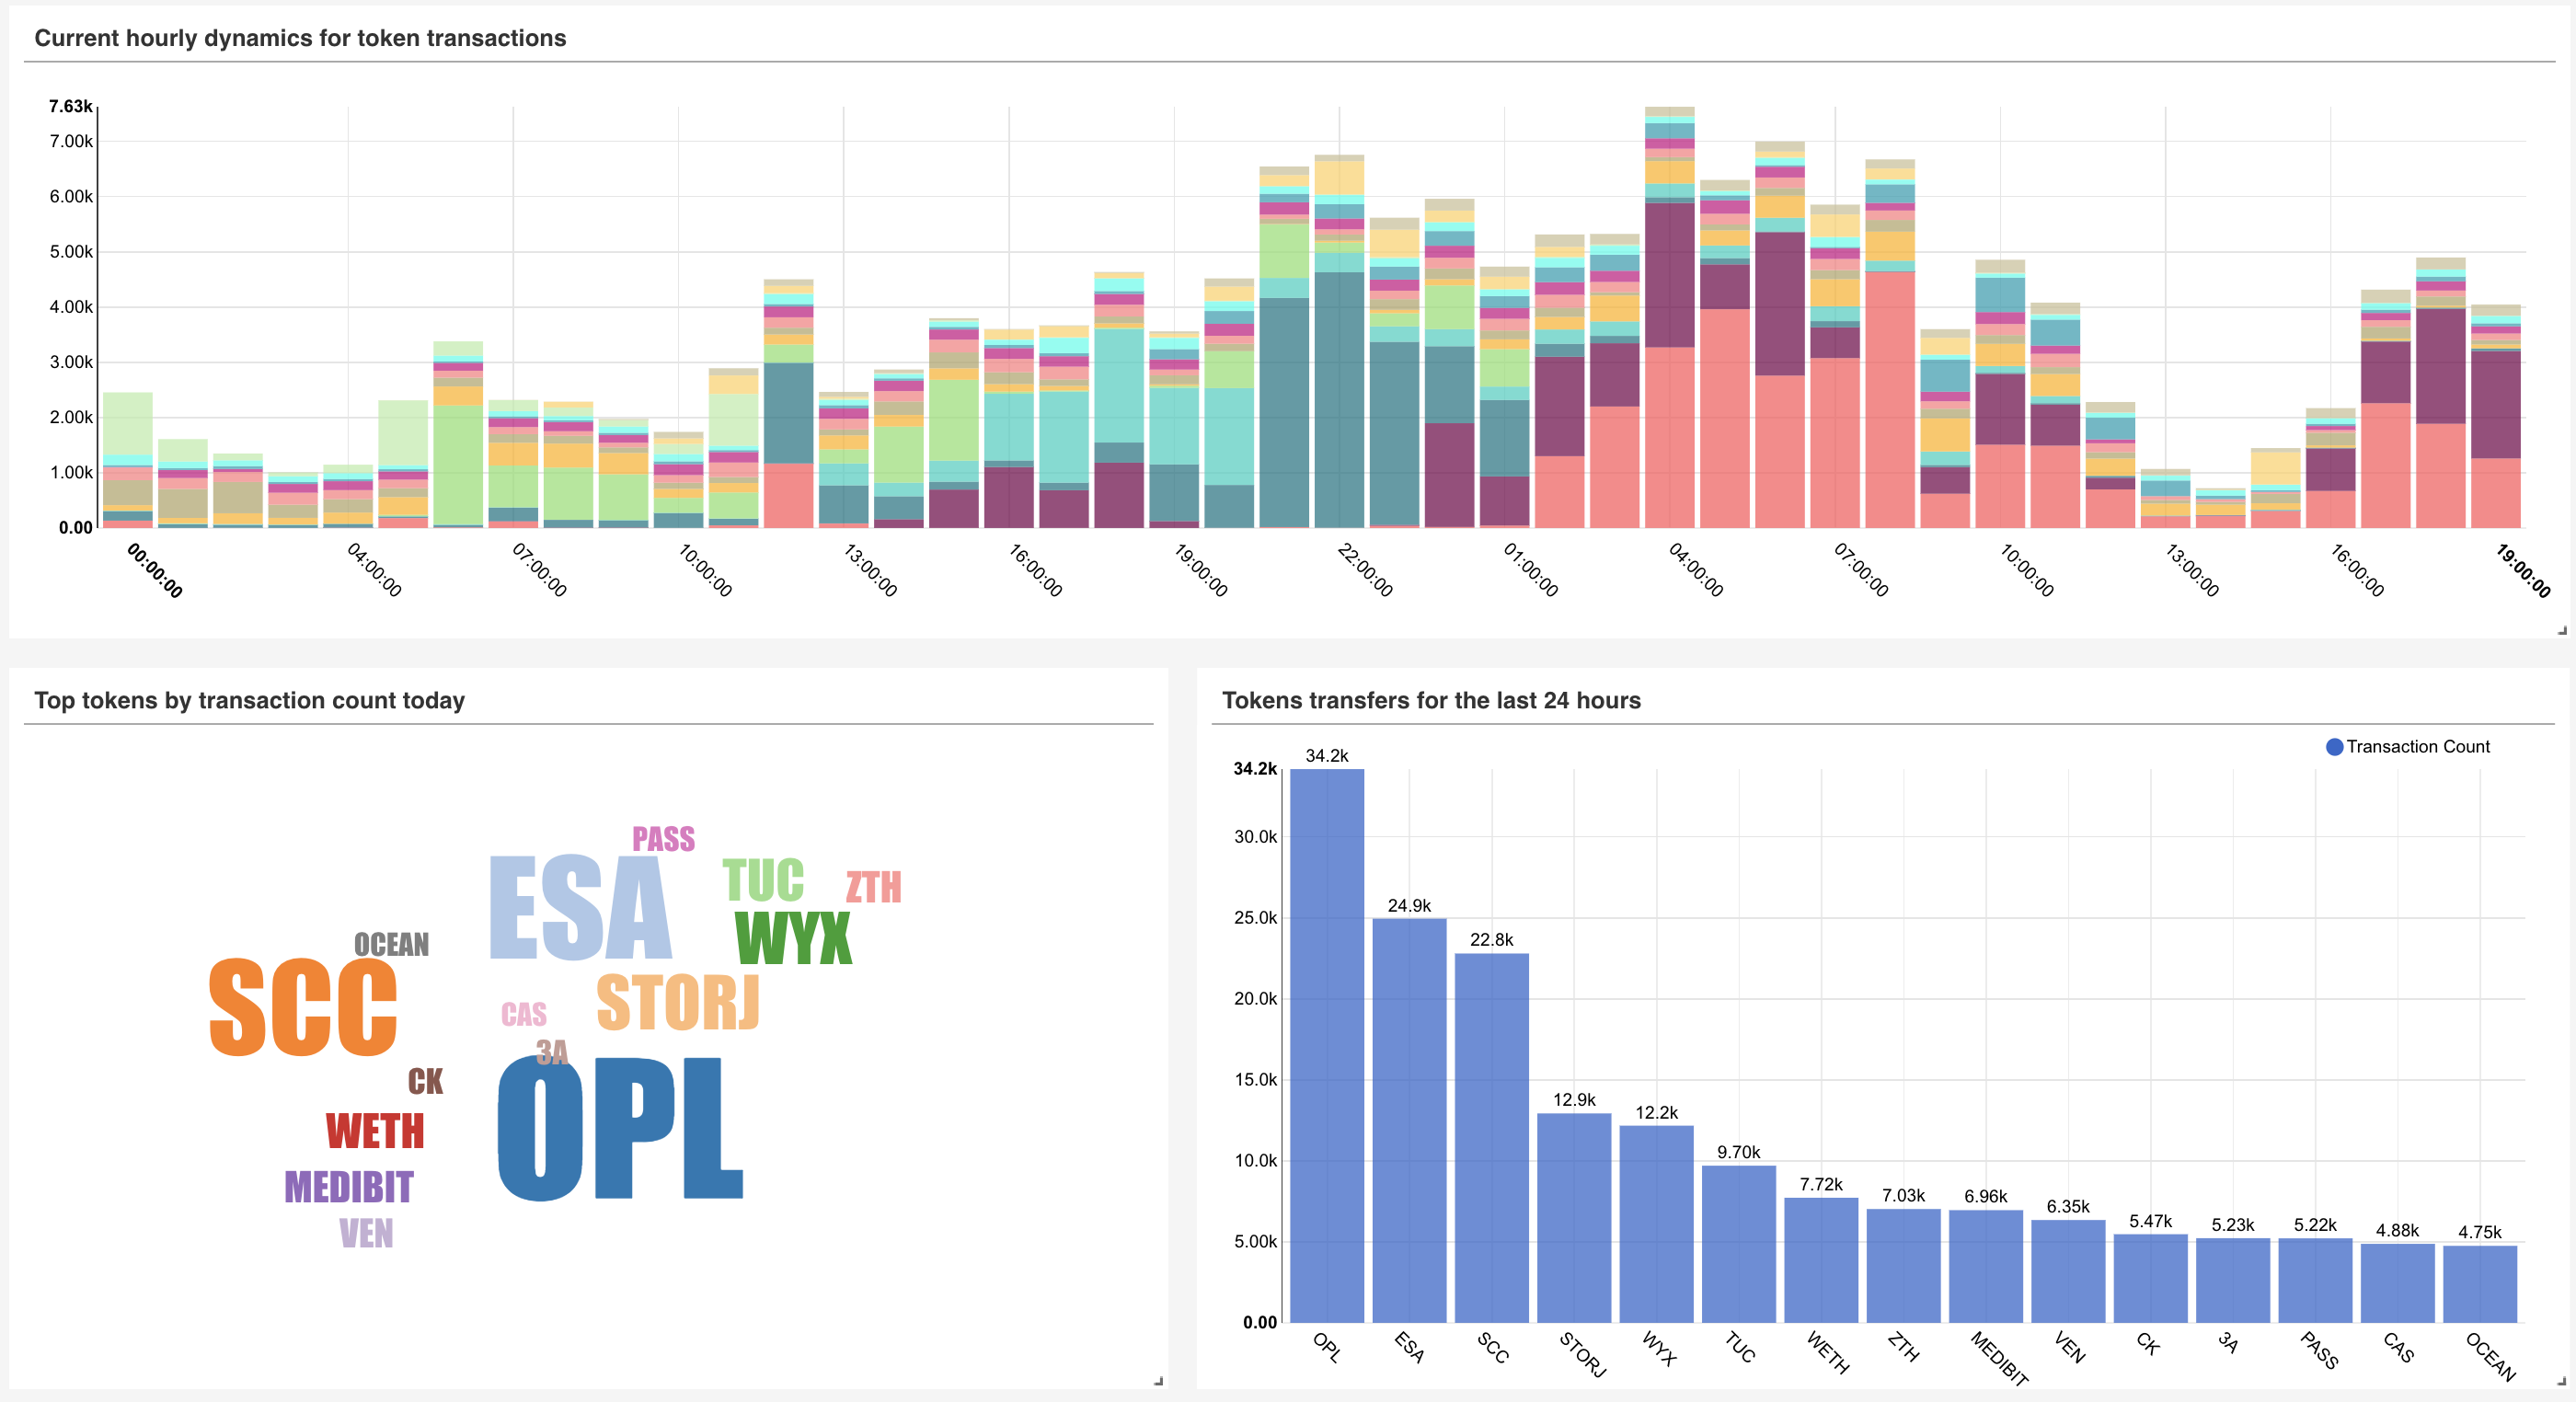 Current hourly dynamics for token transactions
7.63k
7.00k
6.00k
5.00k
4.00k
3.00k
2.00k
1.00k
0.00
00:00:00 04:00:00 07:00:00 10:00:00 13:00:00 16:00:00 19:00:00 22:00:00 01:00:00 04:00:00 07:00:00 10:00:00 13:00:00 16:00:00 19:00:00
Top tokens by transaction count today
PASS
ESA TUC ZTH
WYX
OCEAN
SCC
CAS STORJ
3A
CK
OPL
WETH
MEDIBIT
VEN
Tokens transfers for the last 24 hours
Transaction Count
34.2k
30.0k
25.0k
20.0k
15.0k
10.0k
5.00k
0.00
34.2k 24.9k 22.8k 12.9k 12.2k 9.70k 7.72k 7.03k 6.96k 6.35k 5.47k 5.23k 5.22k 4.88k 4.75k
OPL ESA SCC STORJ WYX TUC WETH ZTH MEDIBIT VEN CK 3A PASS CAS OCEAN